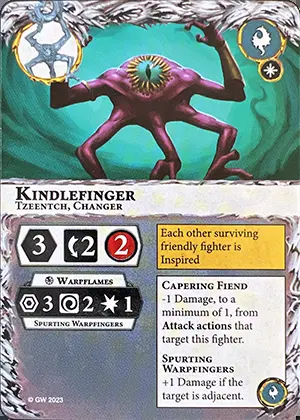 KINDLEFINGER
TZEENTCH, CHANGER
3 2 2
Each other surviving
friendly fighter is
Inspired
WARPFLAMES
3 2 1
SPURTING WARPFINGERS
CAPERING FIEND
-1 Damage, to a
minimum of 1, from
Attack actions that
target this fighter.
SPURTING
WARPFINGERS
+1 Damage if the
target is adjacent.
© GW 2023